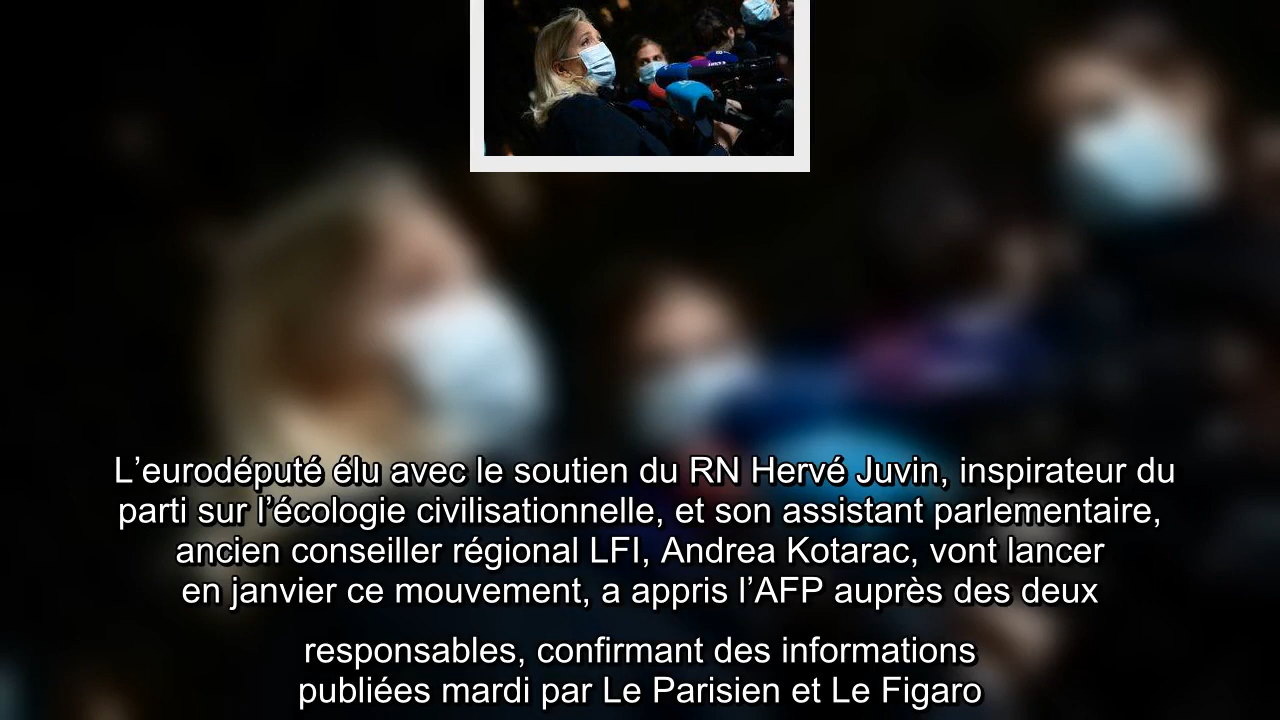 L’eurodéputé élu avec le soutien du RN Hervé Juvin, inspirateur du
parti sur l’écologie civilisationnelle, et son assistant parlementaire,
ancien conseiller régional LFI, Andrea Kotarac, vont lancer
en janvier ce mouvement, a appris l’AFP auprès des deux
responsables, confirmant des informations
publiées mardi par Le Parisien et Le Figaro